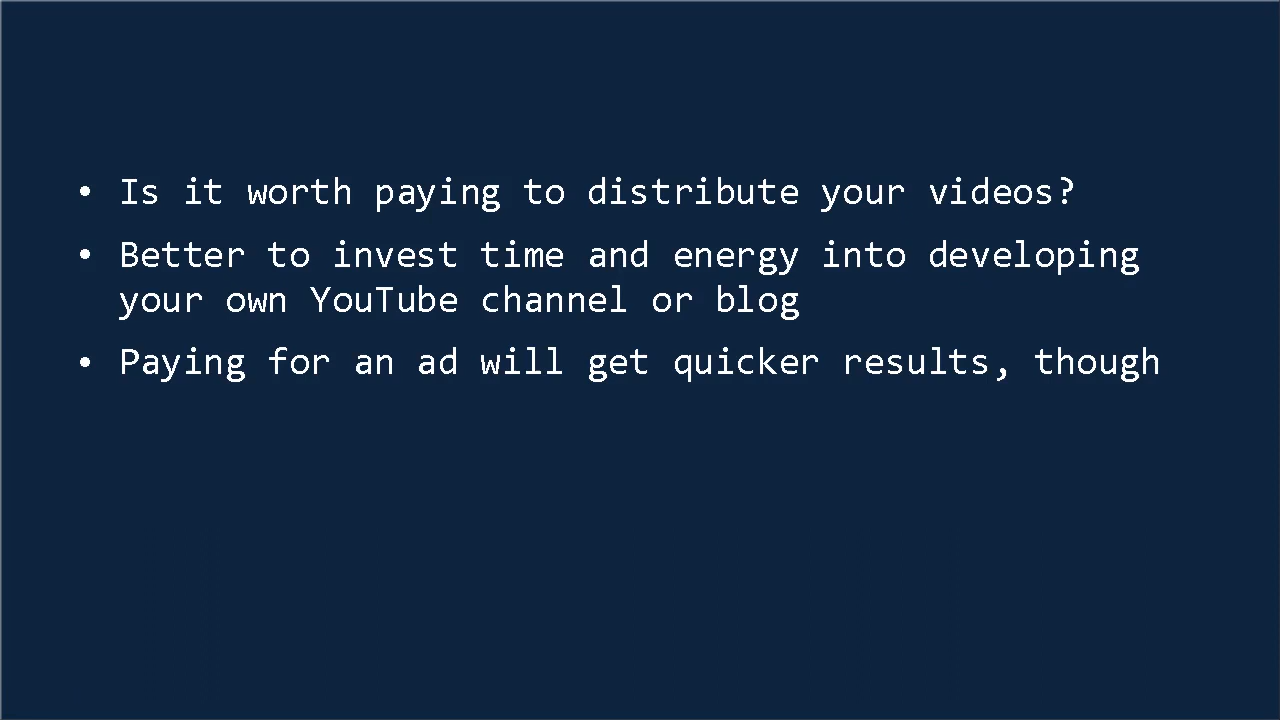 • Is it worth paying to distribute your videos?
• Better to invest time and energy into developing
your own YouTube channel or blog
• Paying for an ad will get quicker results, though